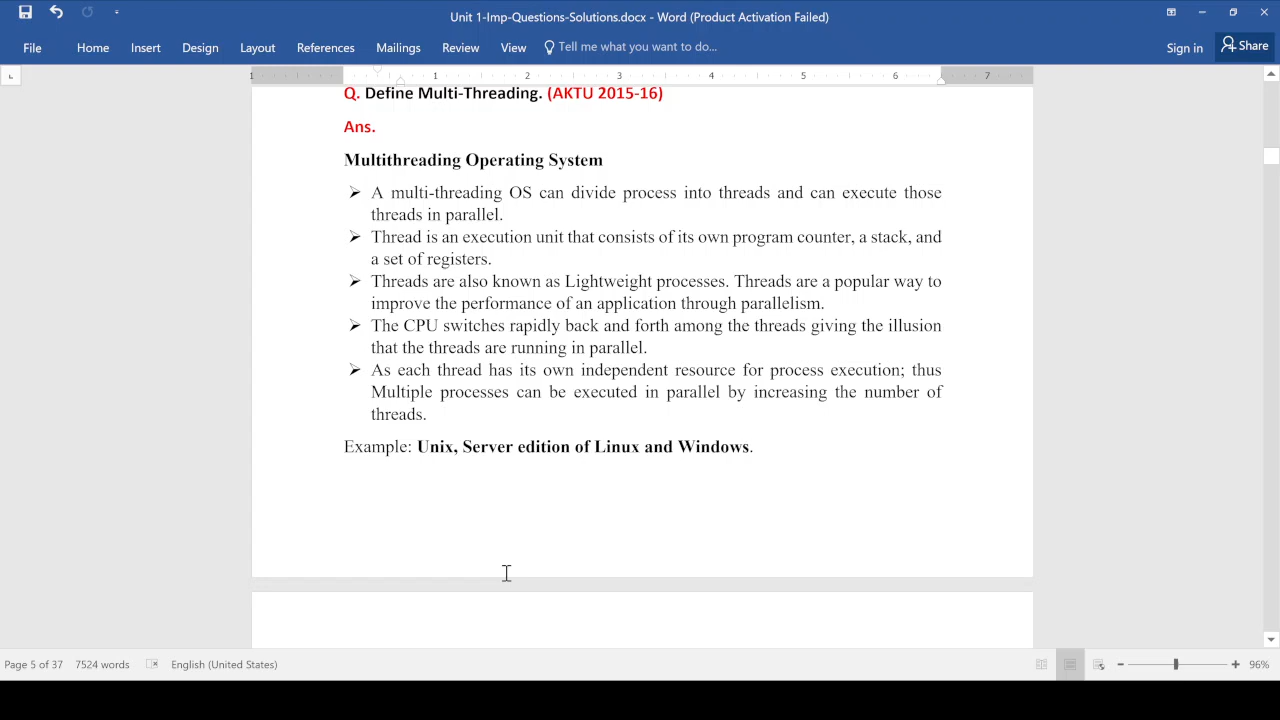 Unit 1-Imp-Questions-Solutions.docx - Word (Product Activation Failed)
File Home Insert Design Layout References Mailings Review View Tell me what you want to do... Sign in Share
1 1 2 3 4 5 6 7
Q. Define Multi-Threading. (AKTU 2015-16)
Ans.
Multithreading Operating System
➢ A multi-threading OS can divide process into threads and can execute those
threads in parallel.
➢ Thread is an execution unit that consists of its own program counter, a stack, and
a set of registers.
➢ Threads are also known as Lightweight processes. Threads are a popular way to
improve the performance of an application through parallelism.
➢ The CPU switches rapidly back and forth among the threads giving the illusion
that the threads are running in parallel.
➢ As each thread has its own independent resource for process execution; thus
Multiple processes can be executed in parallel by increasing the number of
threads.
Example: Unix, Server edition of Linux and Windows.
Page 5 of 37 7524 words English (United States) 96%